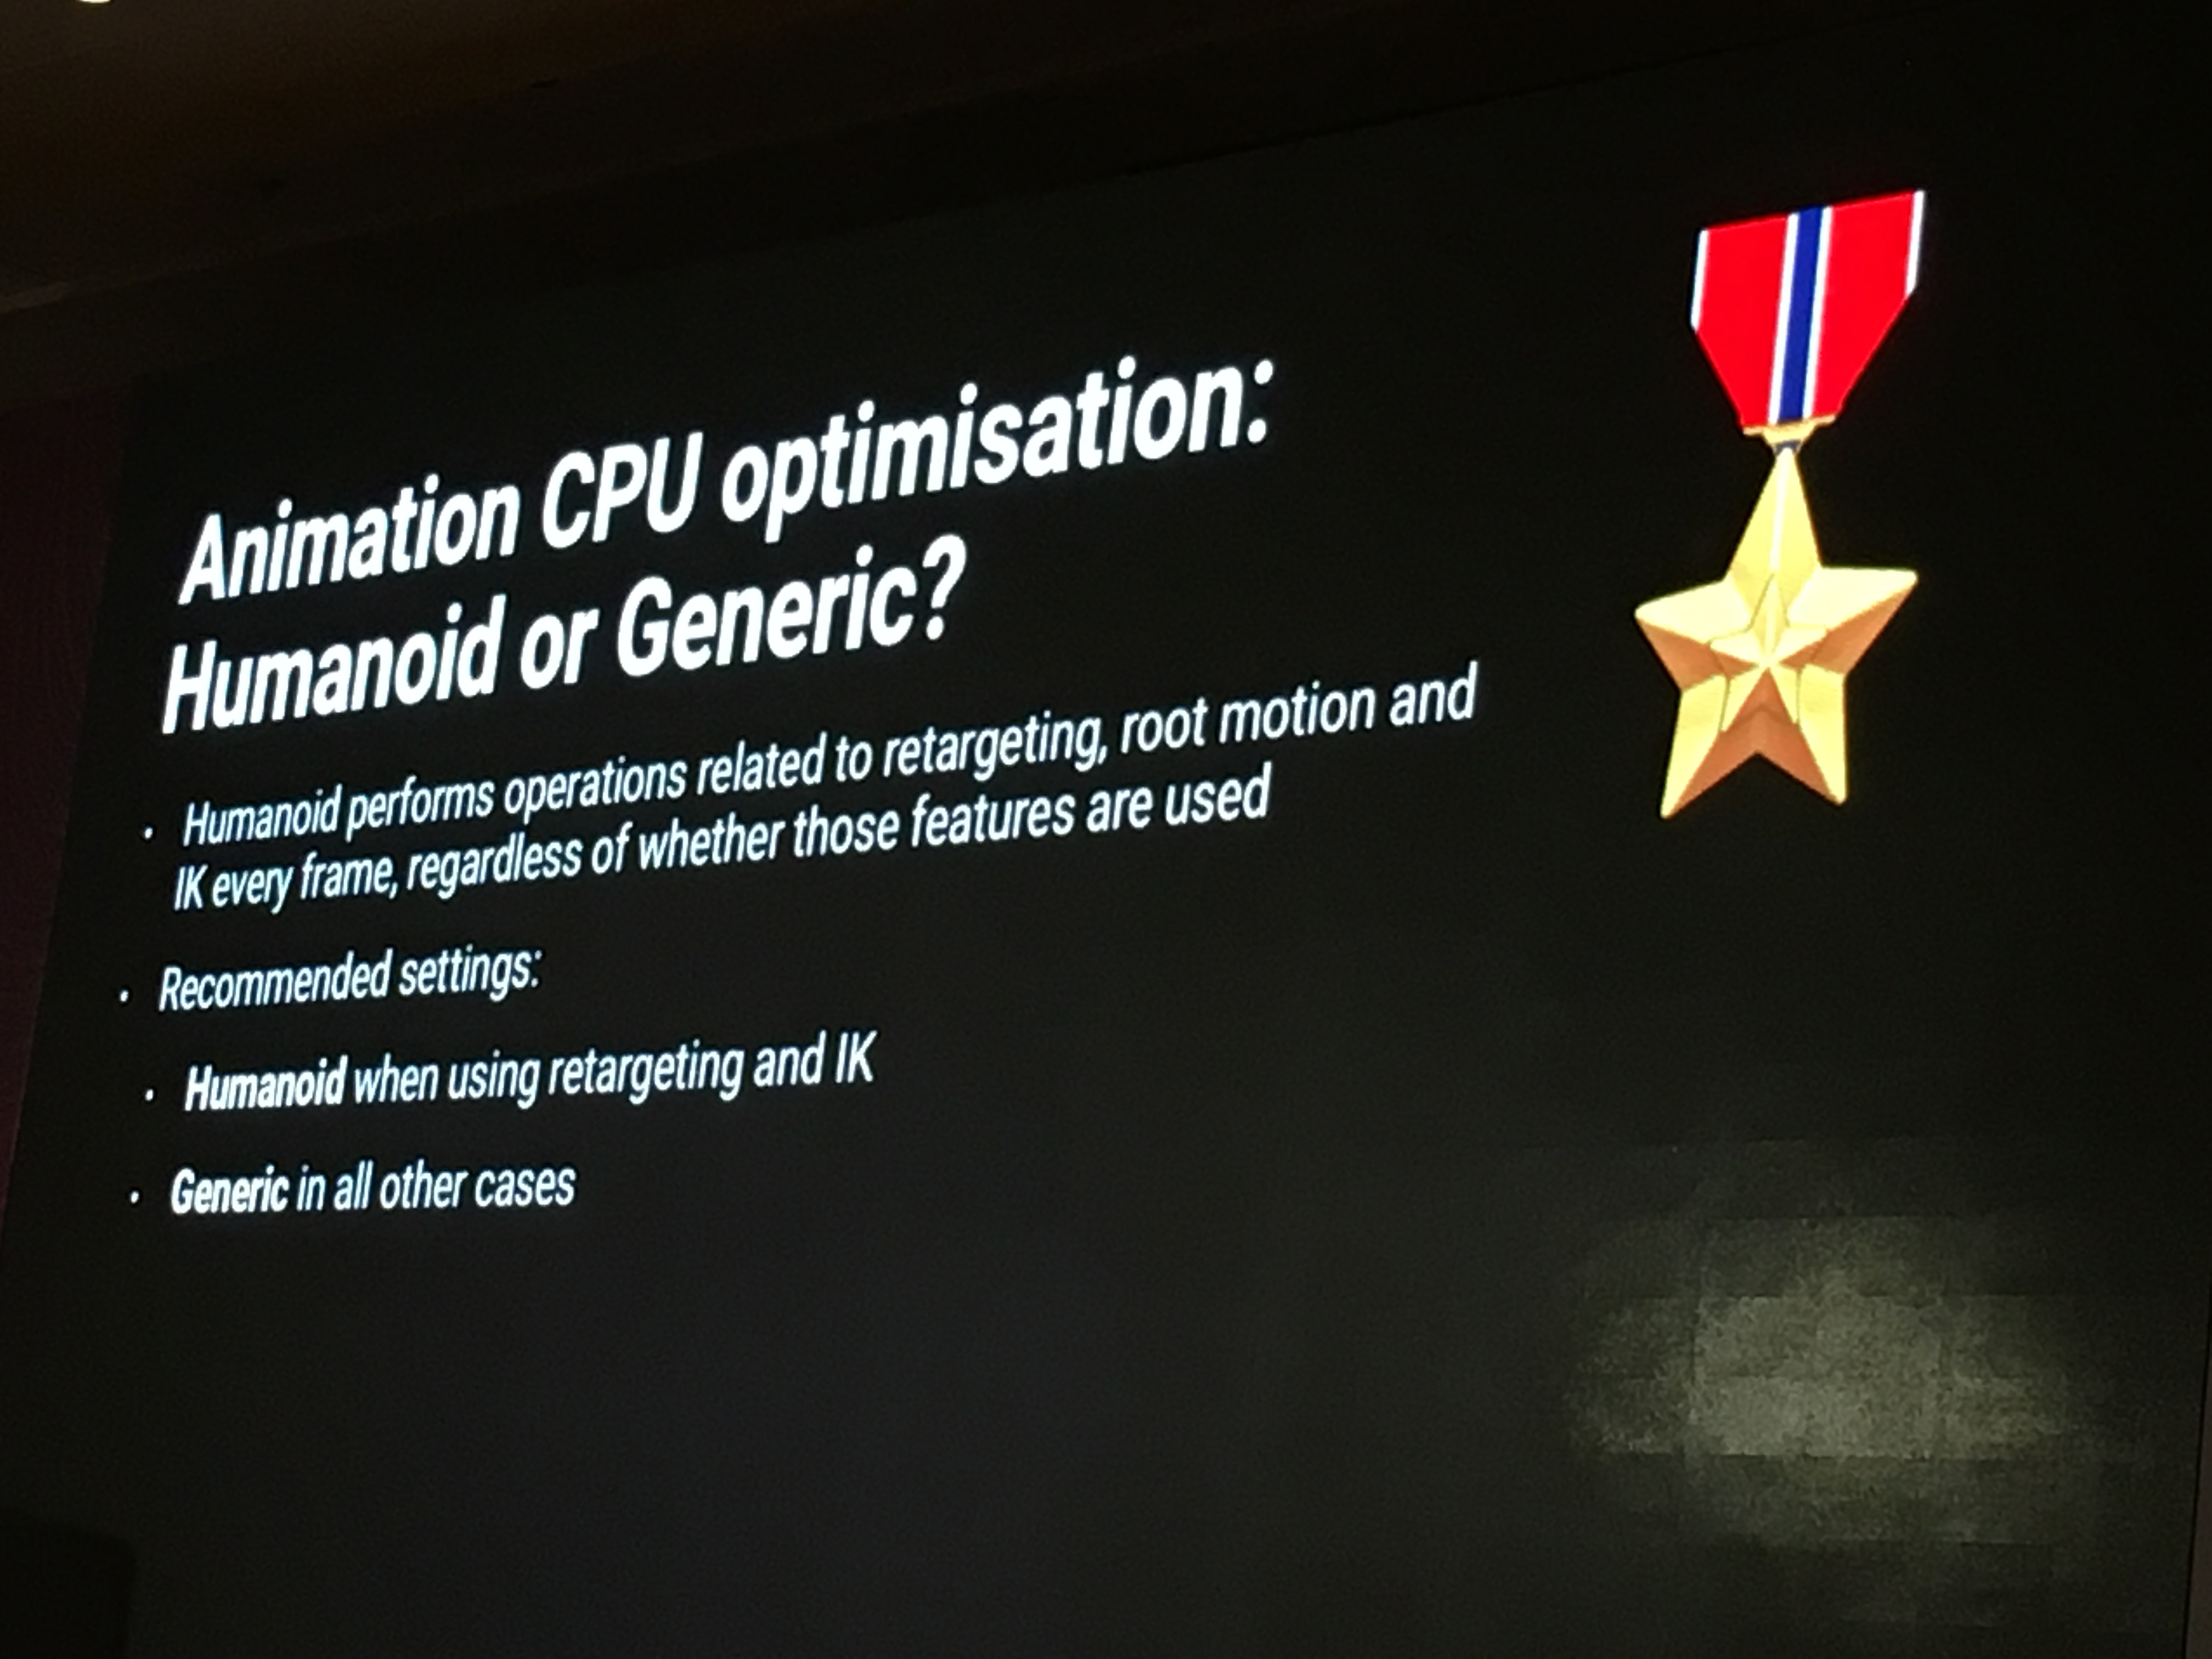 Animation CPU optimisation:
Humanoid or Generic?
• Humanoid performs operations related to retargeting, root motion and
IK every frame, regardless of whether those features are used
• Recommended settings:
• Humanoid when using retargeting and IK
• Generic in all other cases